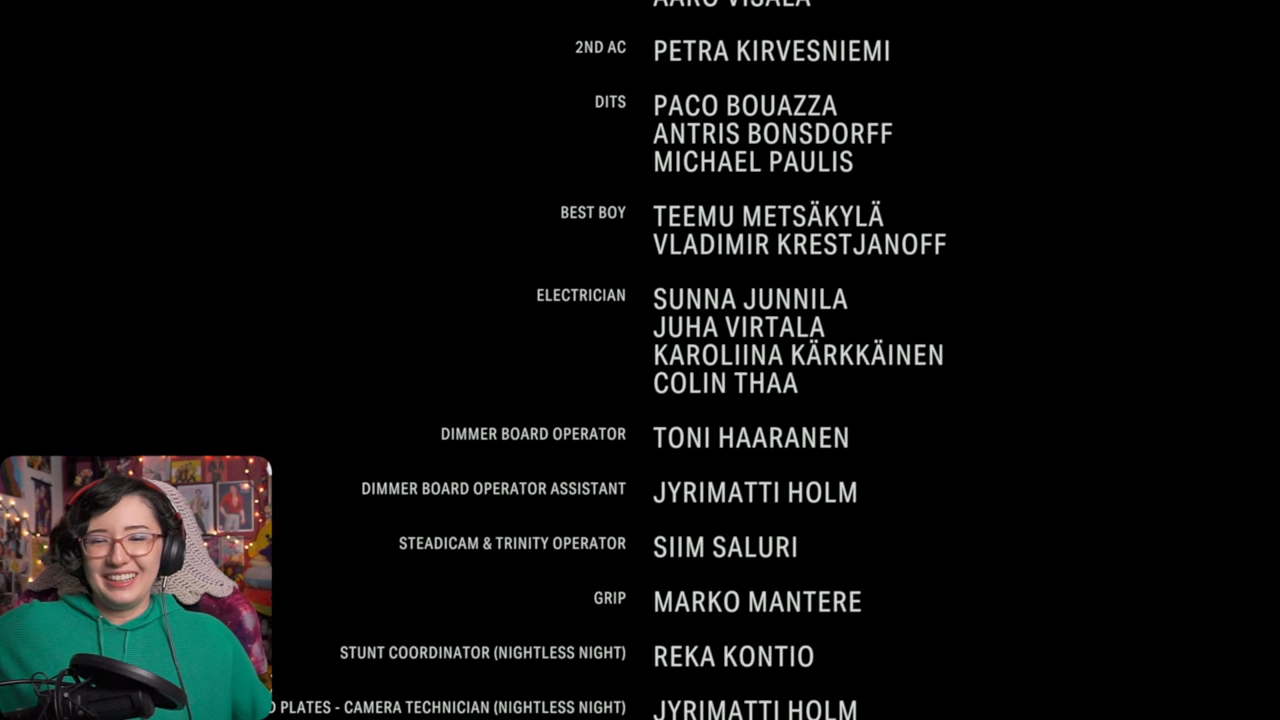 2ND AC PETRA KIRVESNIEMI
DITS PACO BOUAZZA
ANTRIS BONSDORFF
MICHAEL PAULIS
BEST BOY TEEMU METSÄKYLÄ
VLADIMIR KRESTJANOFF
ELECTRICIAN SUNNA JUNNILA
JUHA VIRTALA
KAROLIINA KÄRKKÄINEN
COLIN THAA
DIMMER BOARD OPERATOR TONI HAARANEN
DIMMER BOARD OPERATOR ASSISTANT JYRIMATTI HOLM
STEADICAM & TRINITY OPERATOR SIIM SALURI
GRIP MARKO MANTERE
STUNT COORDINATOR (NIGHTLESS NIGHT) REKA KONTIO
PLATES - CAMERA TECHNICIAN (NIGHTLESS NIGHT) JYRIMATTI HOLM